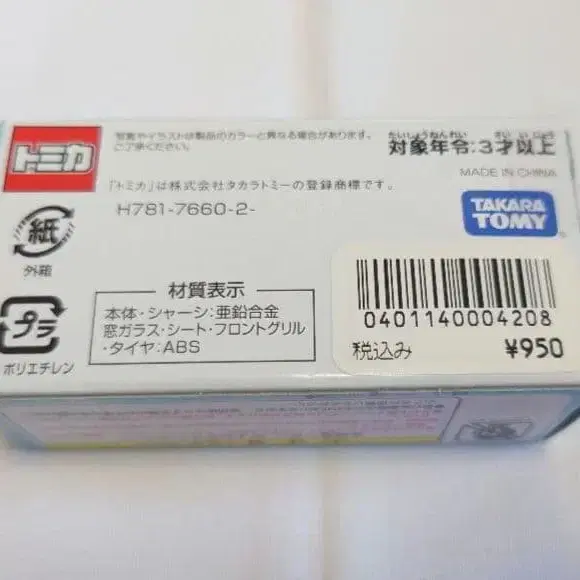 トミカ
写真やイラストは製品のカラーと異なる場合があります。
ご了承ください。
たいしょうねんれい さい いじょう
対象年令:3才以上
MADE IN CHINA
「トミカ」は株式会社タカラトミーの登録商標です。
H781-7660-2-
TAKARA
TOMY
紙
外箱
プラ
ポリエチレン
材質表示
本体・シャーシ:亜鉛合金
窓ガラス・シート・フロントグリル
・タイヤ:ABS
0401140004208
税込み ¥950